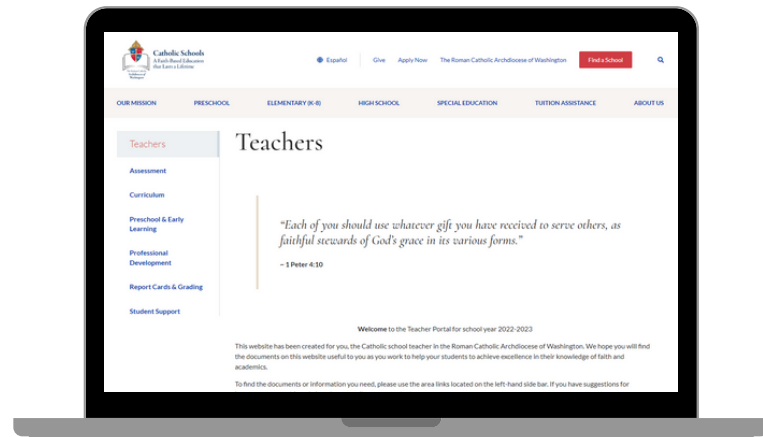 Catholic Schools
A Faith-Based Education
that Lasts a Lifetime
Archdiocese of
Washington
Español
Give
Apply Now
The Roman Catholic Archdiocese of Washington
Find a School
OUR MISSION
PRESCHOOL
ELEMENTARY (K-8)
HIGH SCHOOL
SPECIAL EDUCATION
TUITION ASSISTANCE
ABOUT US
Teachers
Assessment
Curriculum
Preschool & Early
Learning
Professional
Development
Report Cards & Grading
Student Support
Teachers
“Each of you should use whatever gift you have received to serve others, as
faithful stewards of God’s grace in its various forms.”
– 1 Peter 4:10
Welcome to the Teacher Portal for school year 2022-2023
This website has been created for you, the Catholic school teacher in the Roman Catholic Archdiocese of Washington. We hope you will find
the documents on this website useful to you as you work to help your students to achieve excellence in their knowledge of faith and
academics.
To find the documents or information you need, please use the area links located on the left-hand side bar. If you have suggestions for